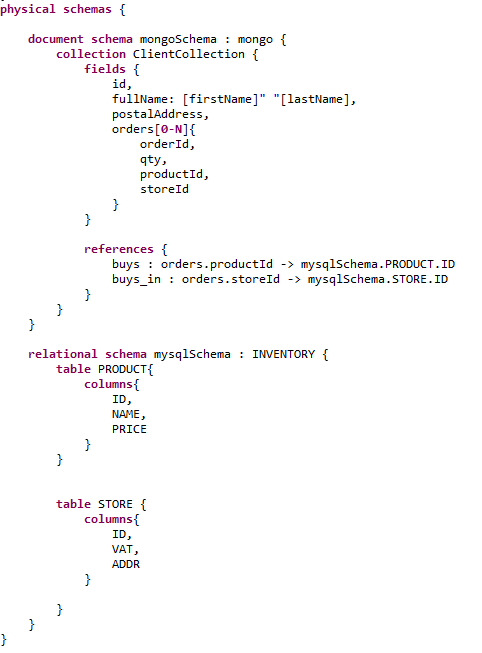 physical schemas {
document schema mongoSchema : mongo {
collection ClientCollection {
fields {
id,
fullName: [firstName]" "[lastName],
postalAddress,
orders[0-N]{
orderId,
qty,
productId,
storeId
}
}
references {
buys : orders.productId -> mysqlSchema.PRODUCT.ID
buys_in : orders.storeId -> mysqlSchema.STORE.ID
}
}
}
relational schema mysqlSchema : INVENTORY {
table PRODUCT{
columns{
ID,
NAME,
PRICE
}
}
table STORE {
columns{
ID,
VAT,
ADDR
}
}
}
}